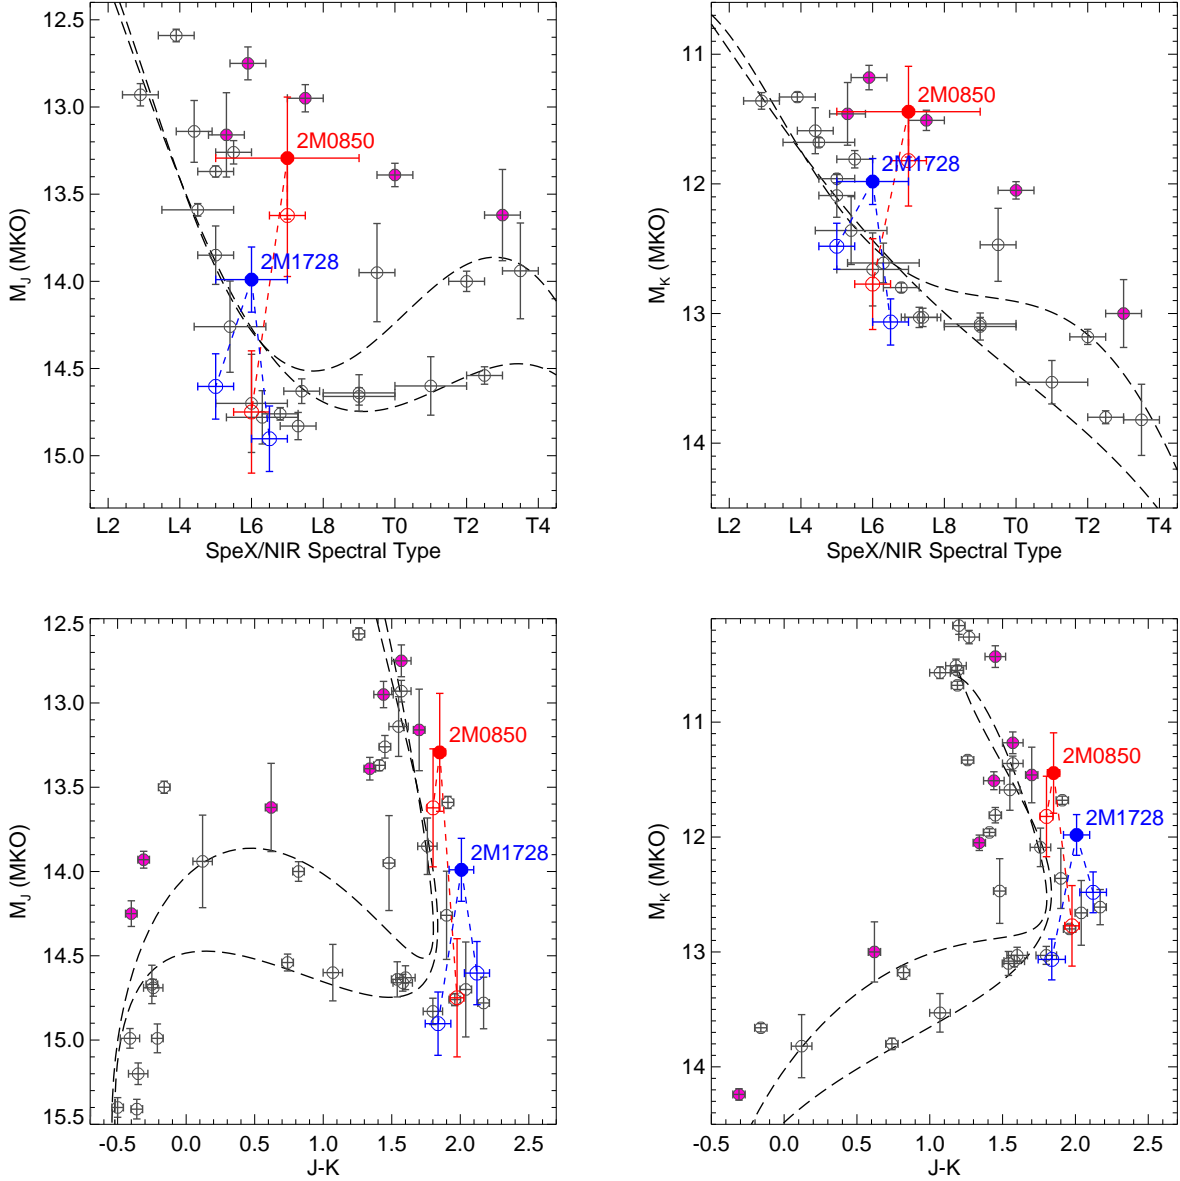 12.5
13.0
13.5
14.0
14.5
15.0
M_J (MKO)
2M0850
2M1728
L2 L4 L6 L8 T0 T2 T4
SpeX/NIR Spectral Type
11
12
13
14
M_K (MKO)
2M0850
2M1728
L2 L4 L6 L8 T0 T2 T4
SpeX/NIR Spectral Type
12.5
13.0
13.5
14.0
14.5
15.0
15.5
M_J (MKO)
2M0850
2M1728
-0.5 0.0 0.5 1.0 1.5 2.0 2.5
J-K
11
12
13
14
M_K (MKO)
2M0850
2M1728
-0.5 0.0 0.5 1.0 1.5 2.0 2.5
J-K